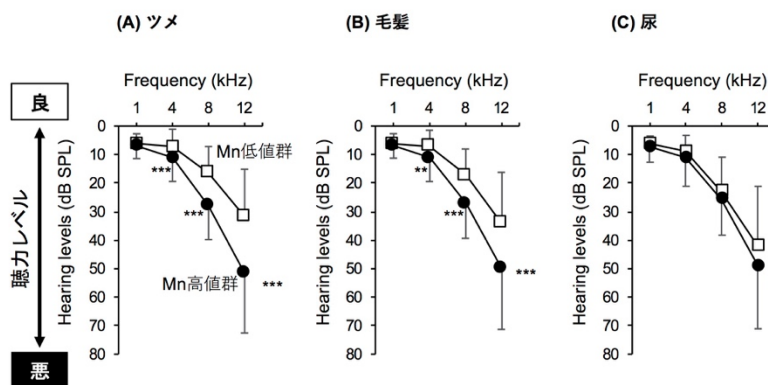 (A) ツメ
(B) 毛髪
(C) 尿
良
聴力レベル
悪
Frequency (kHz)
1 4 8 12
Hearing levels (dB SPL)
0
10
20
30
40
50
60
70
80
Mn低値群
Mn高値群
***
***
***
Frequency (kHz)
1 4 8 12
Hearing levels (dB SPL)
0
10
20
30
40
50
60
70
80
**
***
***
Frequency (kHz)
1 4 8 12
Hearing levels (dB SPL)
0
10
20
30
40
50
60
70
80